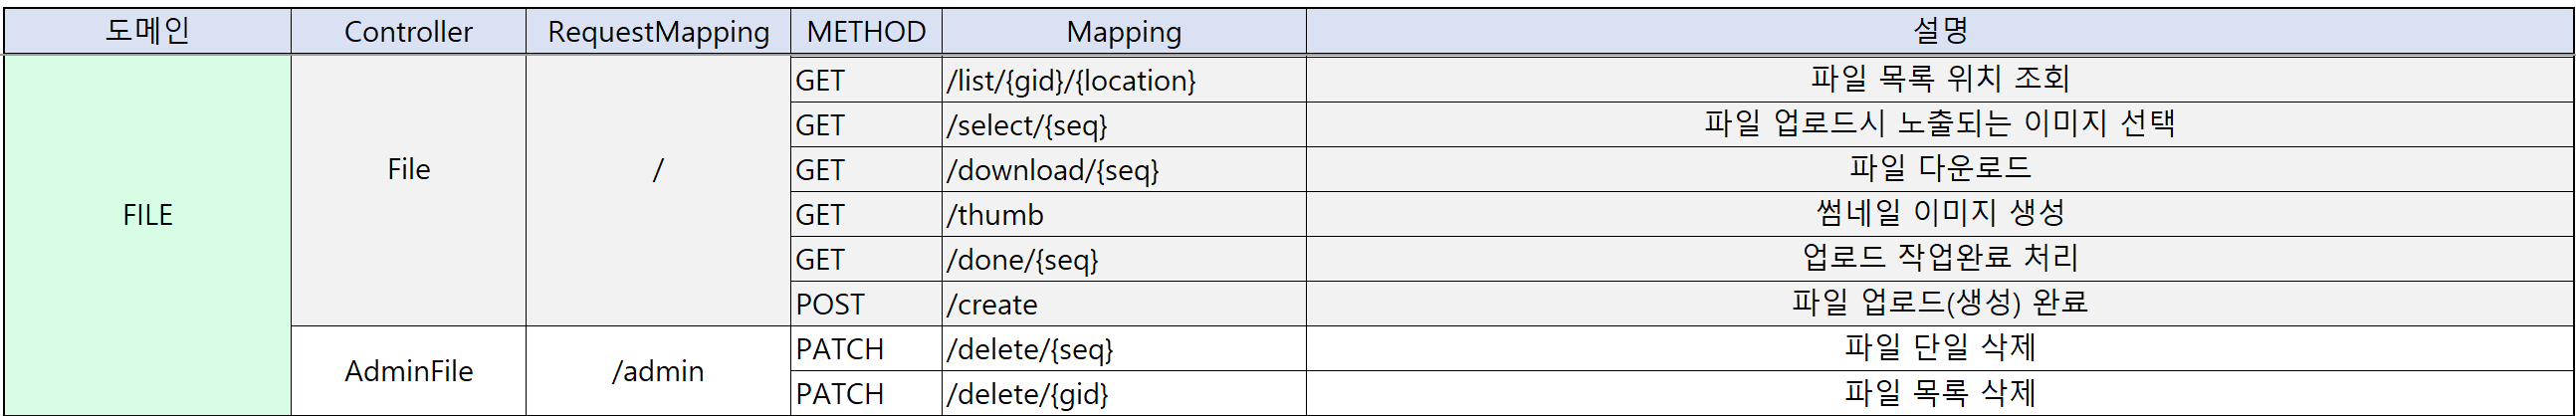 도메인 Controller RequestMapping METHOD Mapping 설명
GET /list/{gid}/{location} 파일 목록 위치 조회
GET /select/{seq} 파일 업로드시 노출되는 이미지 선택
File / GET /download/{seq} 파일 다운로드
FILE GET /thumb 썸네일 이미지 생성
GET /done/{seq} 업로드 작업완료 처리
POST /create 파일 업로드(생성) 완료
AdminFile /admin PATCH /delete/{seq} 파일 단일 삭제
PATCH /delete/{gid} 파일 목록 삭제